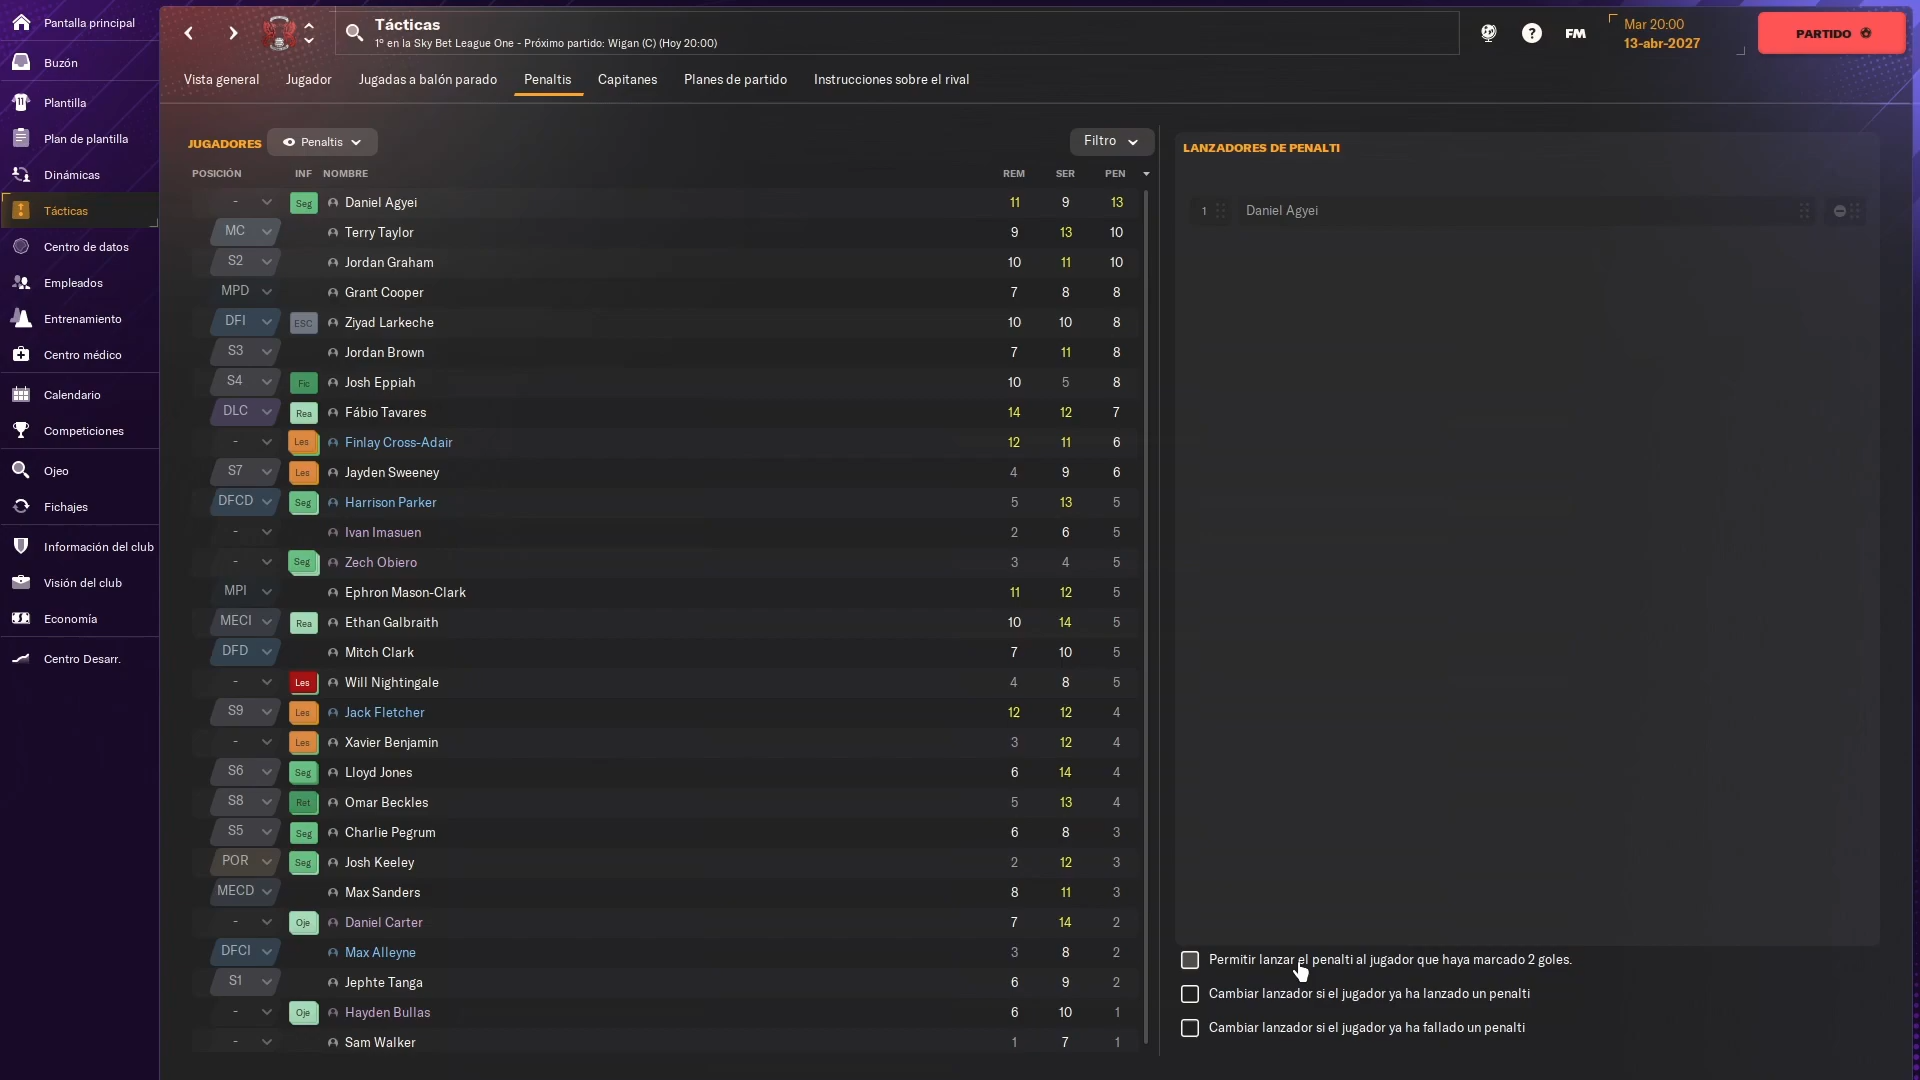 Pantalla principal
Buzón
Plantilla
Plan de plantilla
Dinámicas
Tácticas
Centro de datos
Empleados
Entrenamiento
Centro médico
Calendario
Competiciones
Ojeo
Fichajes
Información del club
Visión del club
Economía
Centro Desarr.
Tácticas
1º en la Sky Bet League One - Próximo partido: Wigan (C) (Hoy 20:00)
FM
Mar 20:00
13-abr-2027
PARTIDO
Vista general Jugador Jugadas a balón parado Penaltis Capitanes Planes de partido Instrucciones sobre el rival
JUGADORES Penaltis Filtro
POSICIÓN INF NOMBRE REM SER PEN
- Seg Daniel Agyei 11 9 13
MC Terry Taylor 9 13 10
S2 Jordan Graham 10 11 10
MPD Grant Cooper 7 8 8
DFI ESC Ziyad Larkeche 10 10 8
S3 Jordan Brown 7 11 8
S4 Fic Josh Eppiah 10 5 8
DLC Rea Fábio Tavares 14 12 7
- Les Finlay Cross-Adair 12 11 6
S7 Les Jayden Sweeney 4 9 6
DFCD Seg Harrison Parker 5 13 5
- Ivan Imasuen 2 6 5
- Seg Zech Obiero 3 4 5
MPI Ephron Mason-Clark 11 12 5
MECI Rea Ethan Galbraith 10 14 5
DFD Mitch Clark 7 10 5
- Les Will Nightingale 4 8 5
S9 Les Jack Fletcher 12 12 4
- Les Xavier Benjamin 3 12 4
S6 Seg Lloyd Jones 6 14 4
S8 Ret Omar Beckles 5 13 4
S5 Seg Charlie Pegrum 6 8 3
POR Seg Josh Keeley 2 12 3
MECD Max Sanders 8 11 3
- Oje Daniel Carter 7 14 2
DFCI Max Alleyne 3 8 2
S1 Jephte Tanga 6 9 2
- Oje Hayden Bullas 6 10 1
- Sam Walker 1 7 1
LANZADORES DE PENALTI
1 Daniel Agyei
Permitir lanzar el penalti al jugador que haya marcado 2 goles.
Cambiar lanzador si el jugador ya ha lanzado un penalti
Cambiar lanzador si el jugador ya ha fallado un penalti